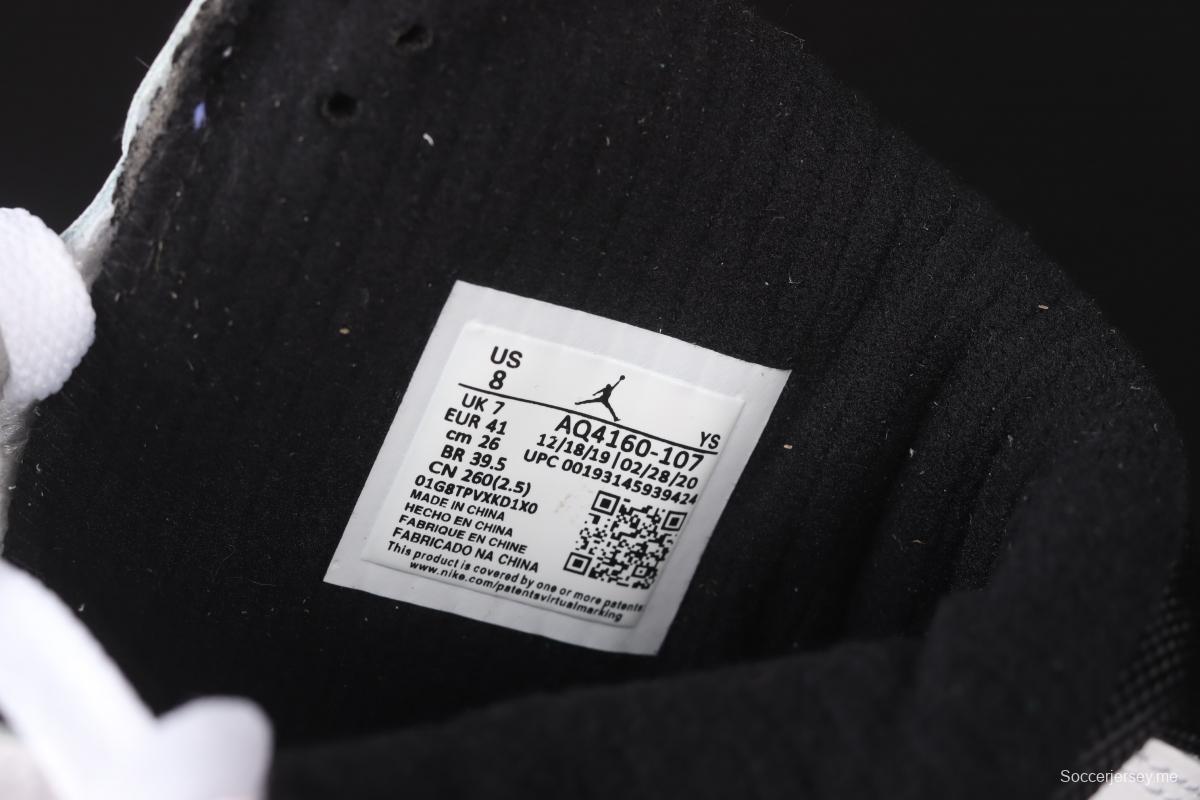 US
8
YS
UK 7
AQ4160-107
EUR 41
12/18/19|02/28/20
cm 26
UPC 00193145939424
BR 39.5
CN 260(2.5)
01G8TPVXKD1X0
MADE IN CHINA
HECHO EN CHINA
FABRIQUE EN CHINE
FABRICADO NA CHINA
This product is covered by one or more patents
www.nike.com/patentsvirtualmarking
Soccerjersey.me